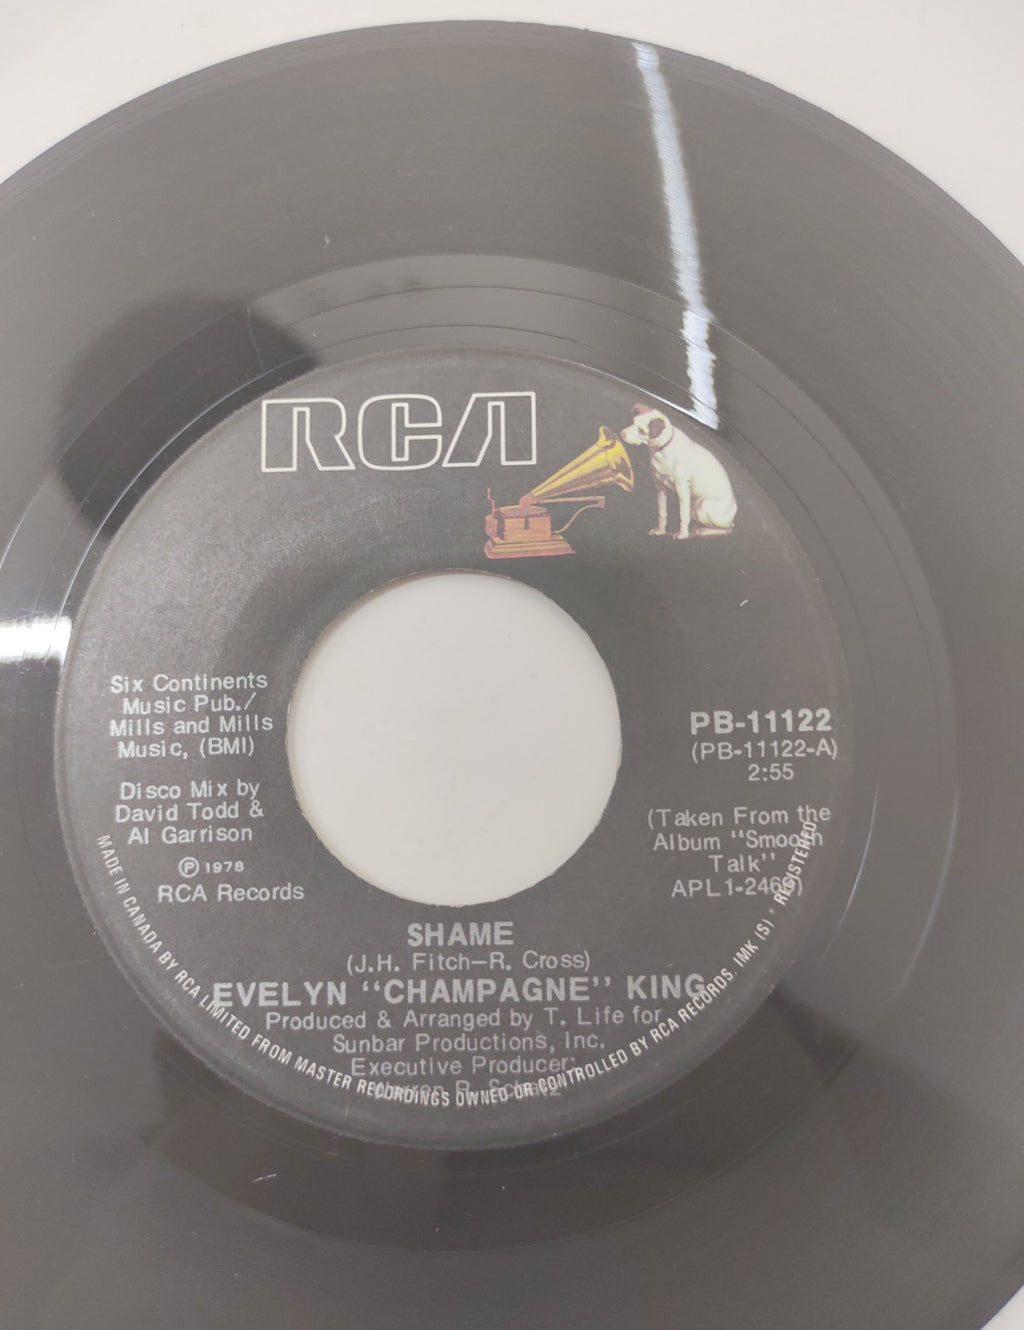 RCA
Six Continents
Music Pub./
Mills and Mills
Music, (BMI)
Disco Mix by
David Todd &
Al Garrison
℗ 1978
RCA Records
PB-11122
(PB-11122-A)
2:55
(Taken From the
Album "Smooth
Talk"
SHAME
(J.H. Fitch—R. Cross)
EVELYN "CHAMPAGNE" KING
Produced & Arranged by T. Life for
Sunbar Productions, Inc.
Executive Producer:
MADE IN CANADA BY RCA LIMITED FROM MASTER RECORDINGS OWNED OR CONTROLLED BY RCA RECORDS. IMK (S) • REGISTERED